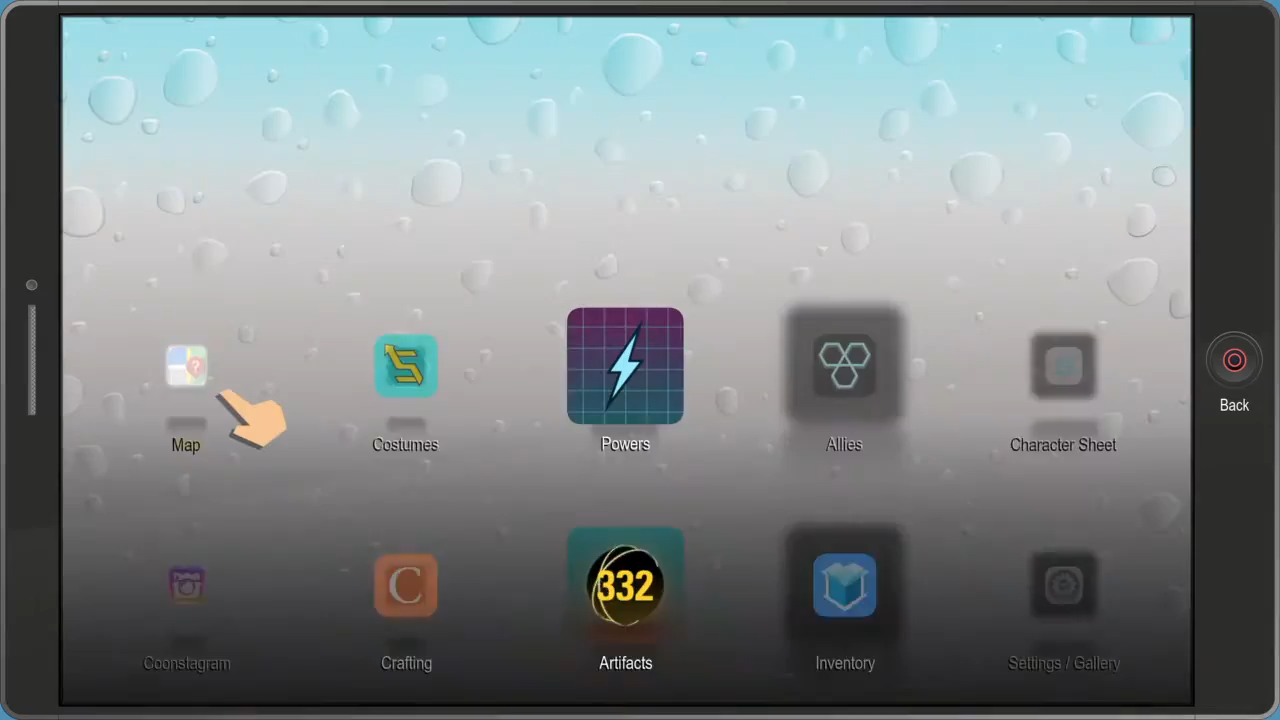 Map
Costumes
Powers
Allies
Character Sheet
Back
332
C
Coonstagram
Crafting
Artifacts
Inventory
Settings / Gallery